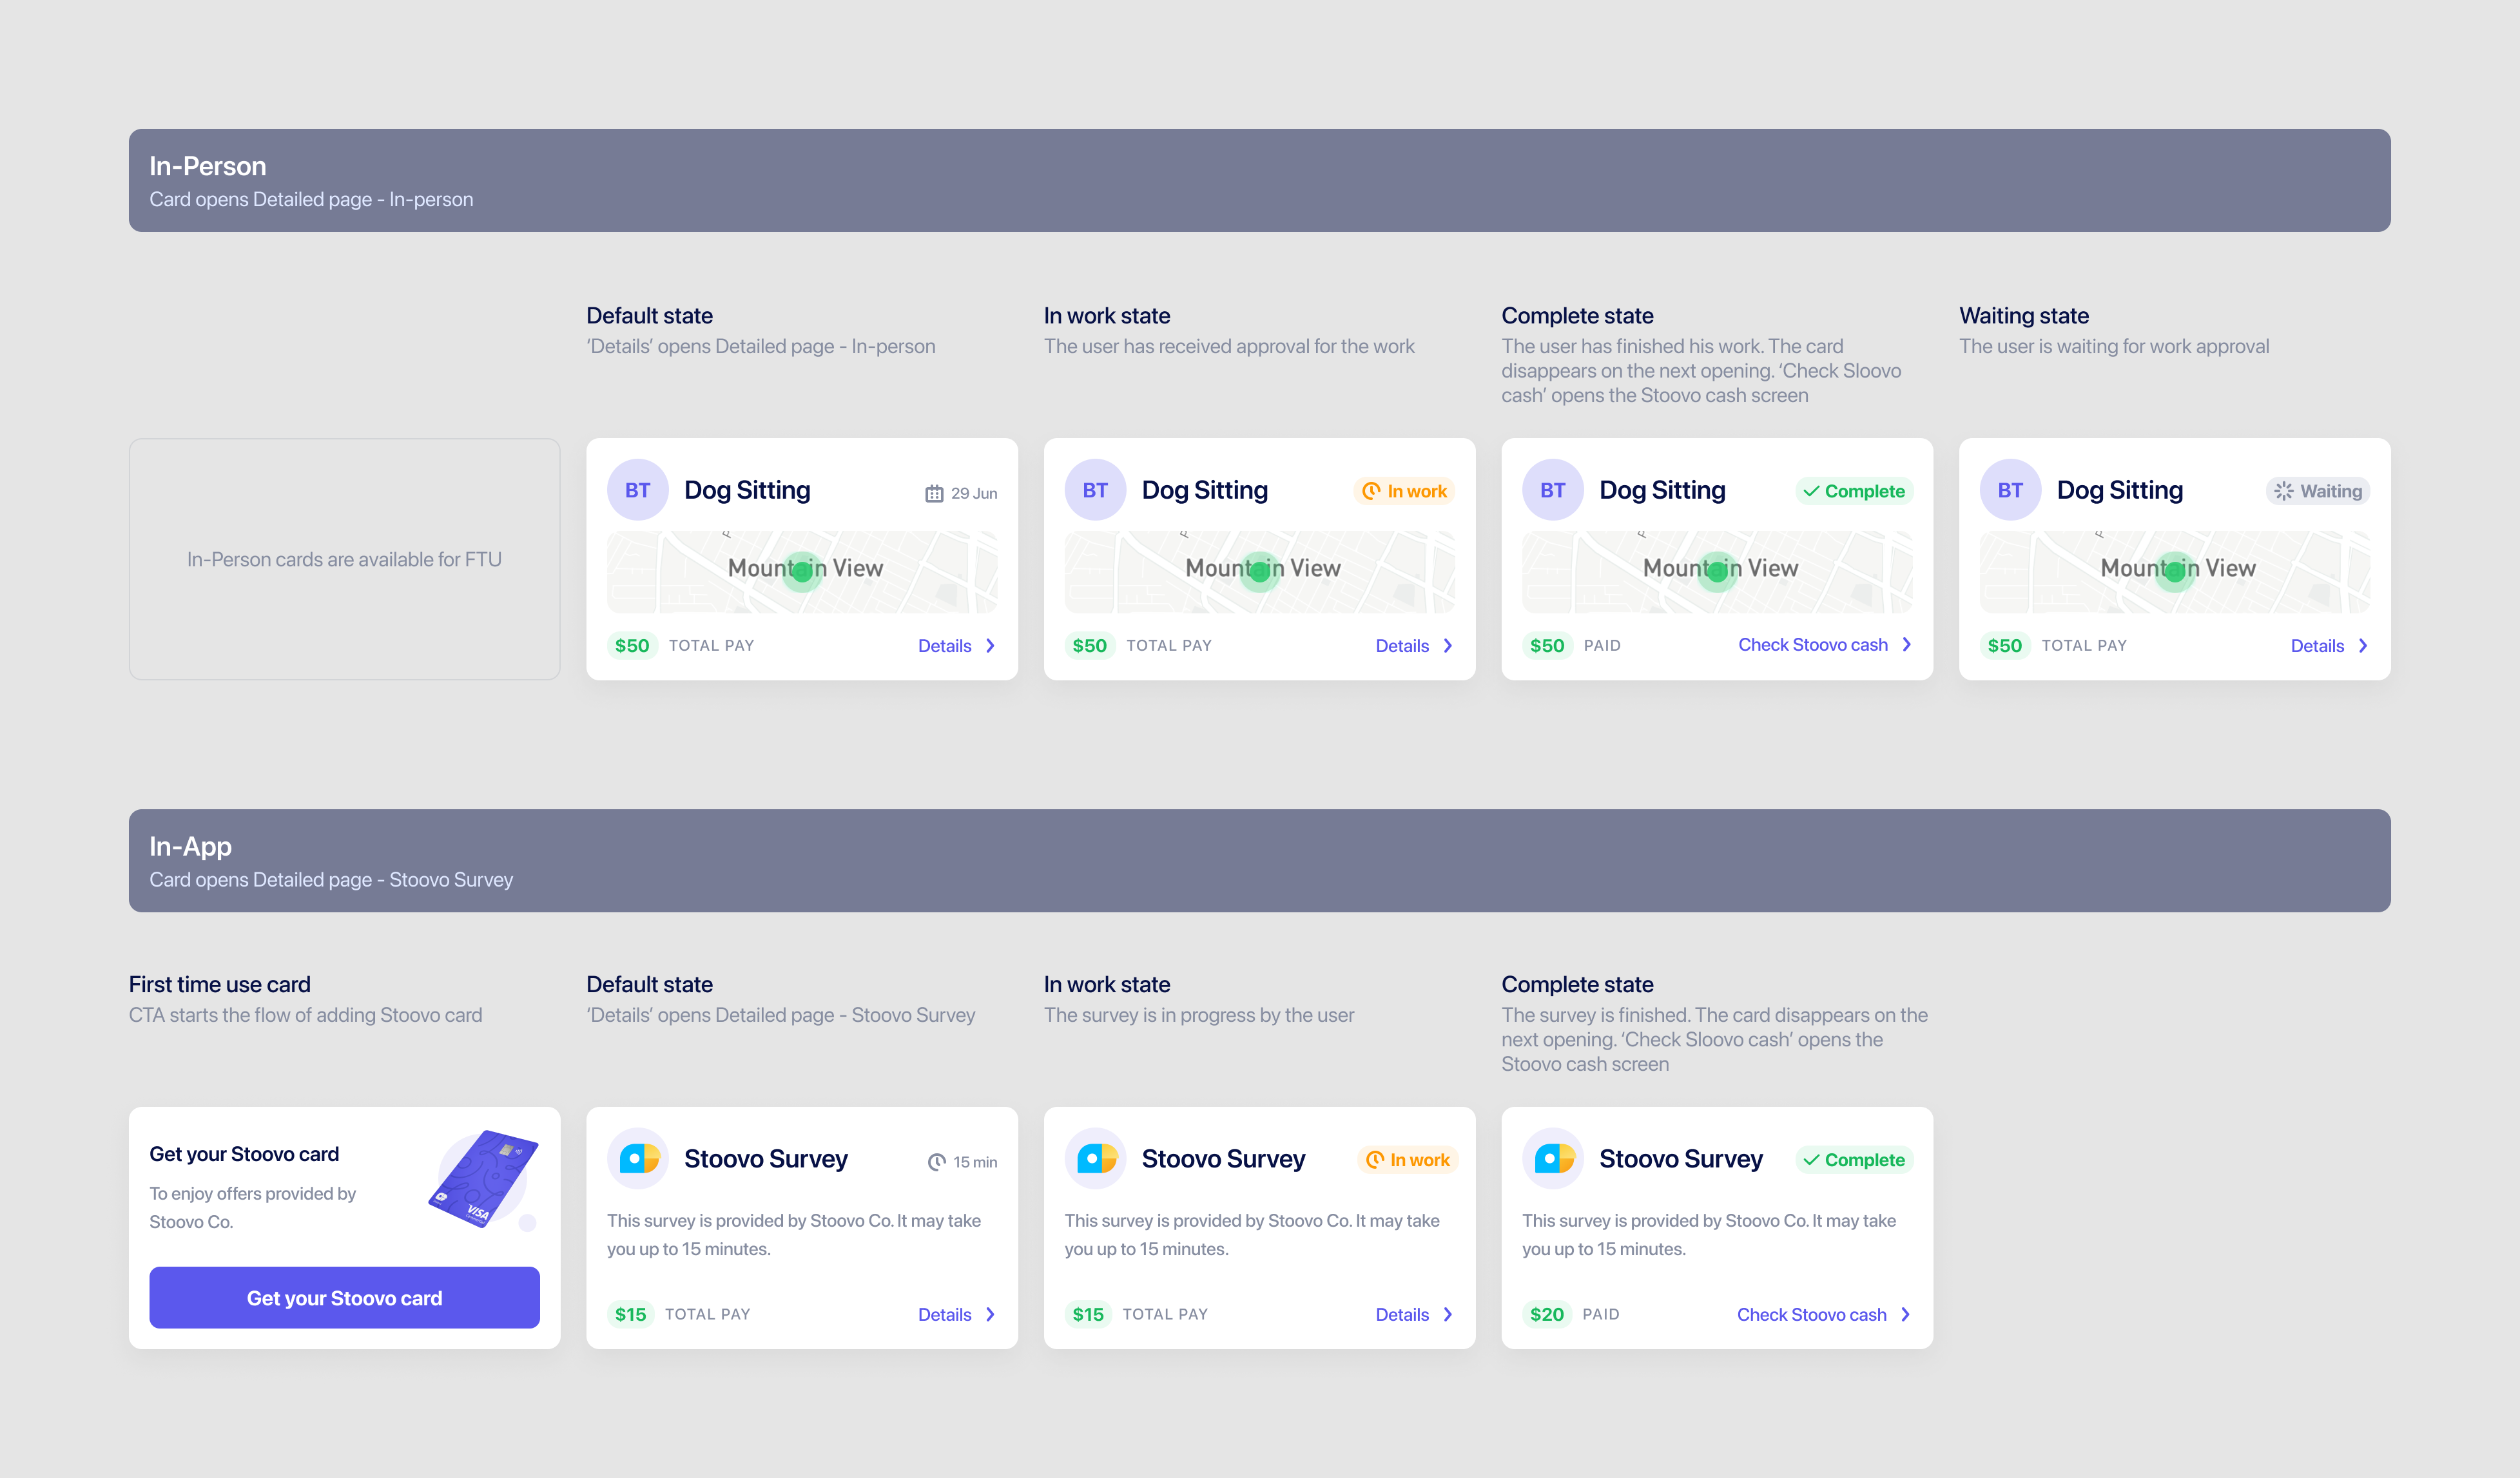 In-Person
Card opens Detailed page - In-person
Default state
‘Details’ opens Detailed page - In-person
In work state
The user has received approval for the work
Complete state
The user has finished his work. The card
disappears on the next opening. ‘Check Sloovo
cash’ opens the Stoovo cash screen
Waiting state
The user is waiting for work approval
In-Person cards are available for FTU
BT
Dog Sitting
29 Jun
Mountain View
$50
TOTAL PAY
Details
BT
Dog Sitting
In work
Mountain View
$50
TOTAL PAY
Details
BT
Dog Sitting
Complete
Mountain View
$50
PAID
Check Stoovo cash
BT
Dog Sitting
Waiting
Mountain View
$50
TOTAL PAY
Details
In-App
Card opens Detailed page - Stoovo Survey
First time use card
CTA starts the flow of adding Stoovo card
Default state
‘Details’ opens Detailed page - Stoovo Survey
In work state
The survey is in progress by the user
Complete state
The survey is finished. The card disappears on the
next opening. ‘Check Sloovo cash’ opens the
Stoovo cash screen
Get your Stoovo card
To enjoy offers provided by
Stoovo Co.
VISA
Get your Stoovo card
Stoovo Survey
15 min
This survey is provided by Stoovo Co. It may take
you up to 15 minutes.
$15
TOTAL PAY
Details
Stoovo Survey
In work
This survey is provided by Stoovo Co. It may take
you up to 15 minutes.
$15
TOTAL PAY
Details
Stoovo Survey
Complete
This survey is provided by Stoovo Co. It may take
you up to 15 minutes.
$20
PAID
Check Stoovo cash